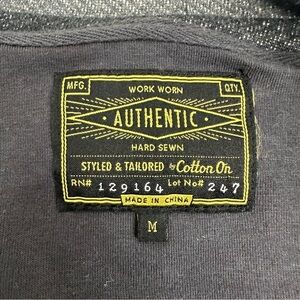 MFG. WORK WORN QTY.
· AUTHENTIC ·
HARD SEWN
STYLED & TAILORED by Cotton On
RN# 129164 Lot No# 247
MADE IN CHINA
M